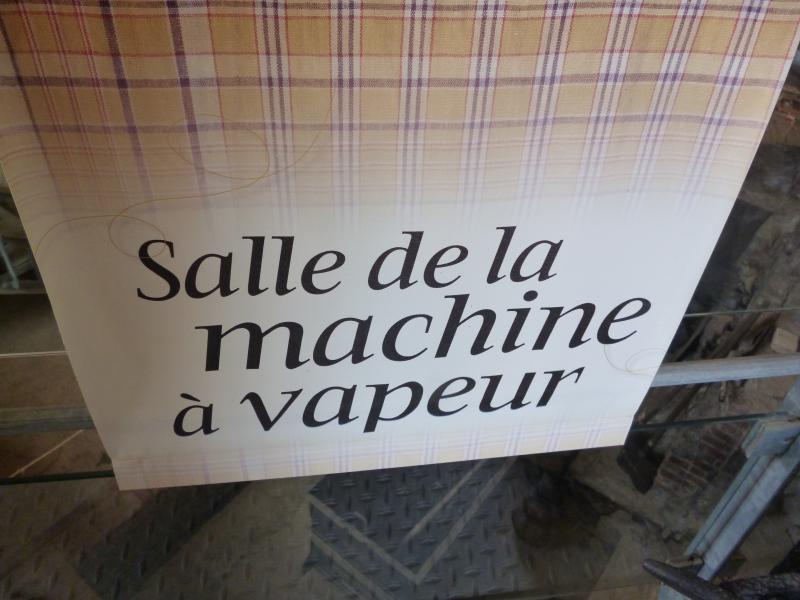 Salle de la
machine
à vapeur